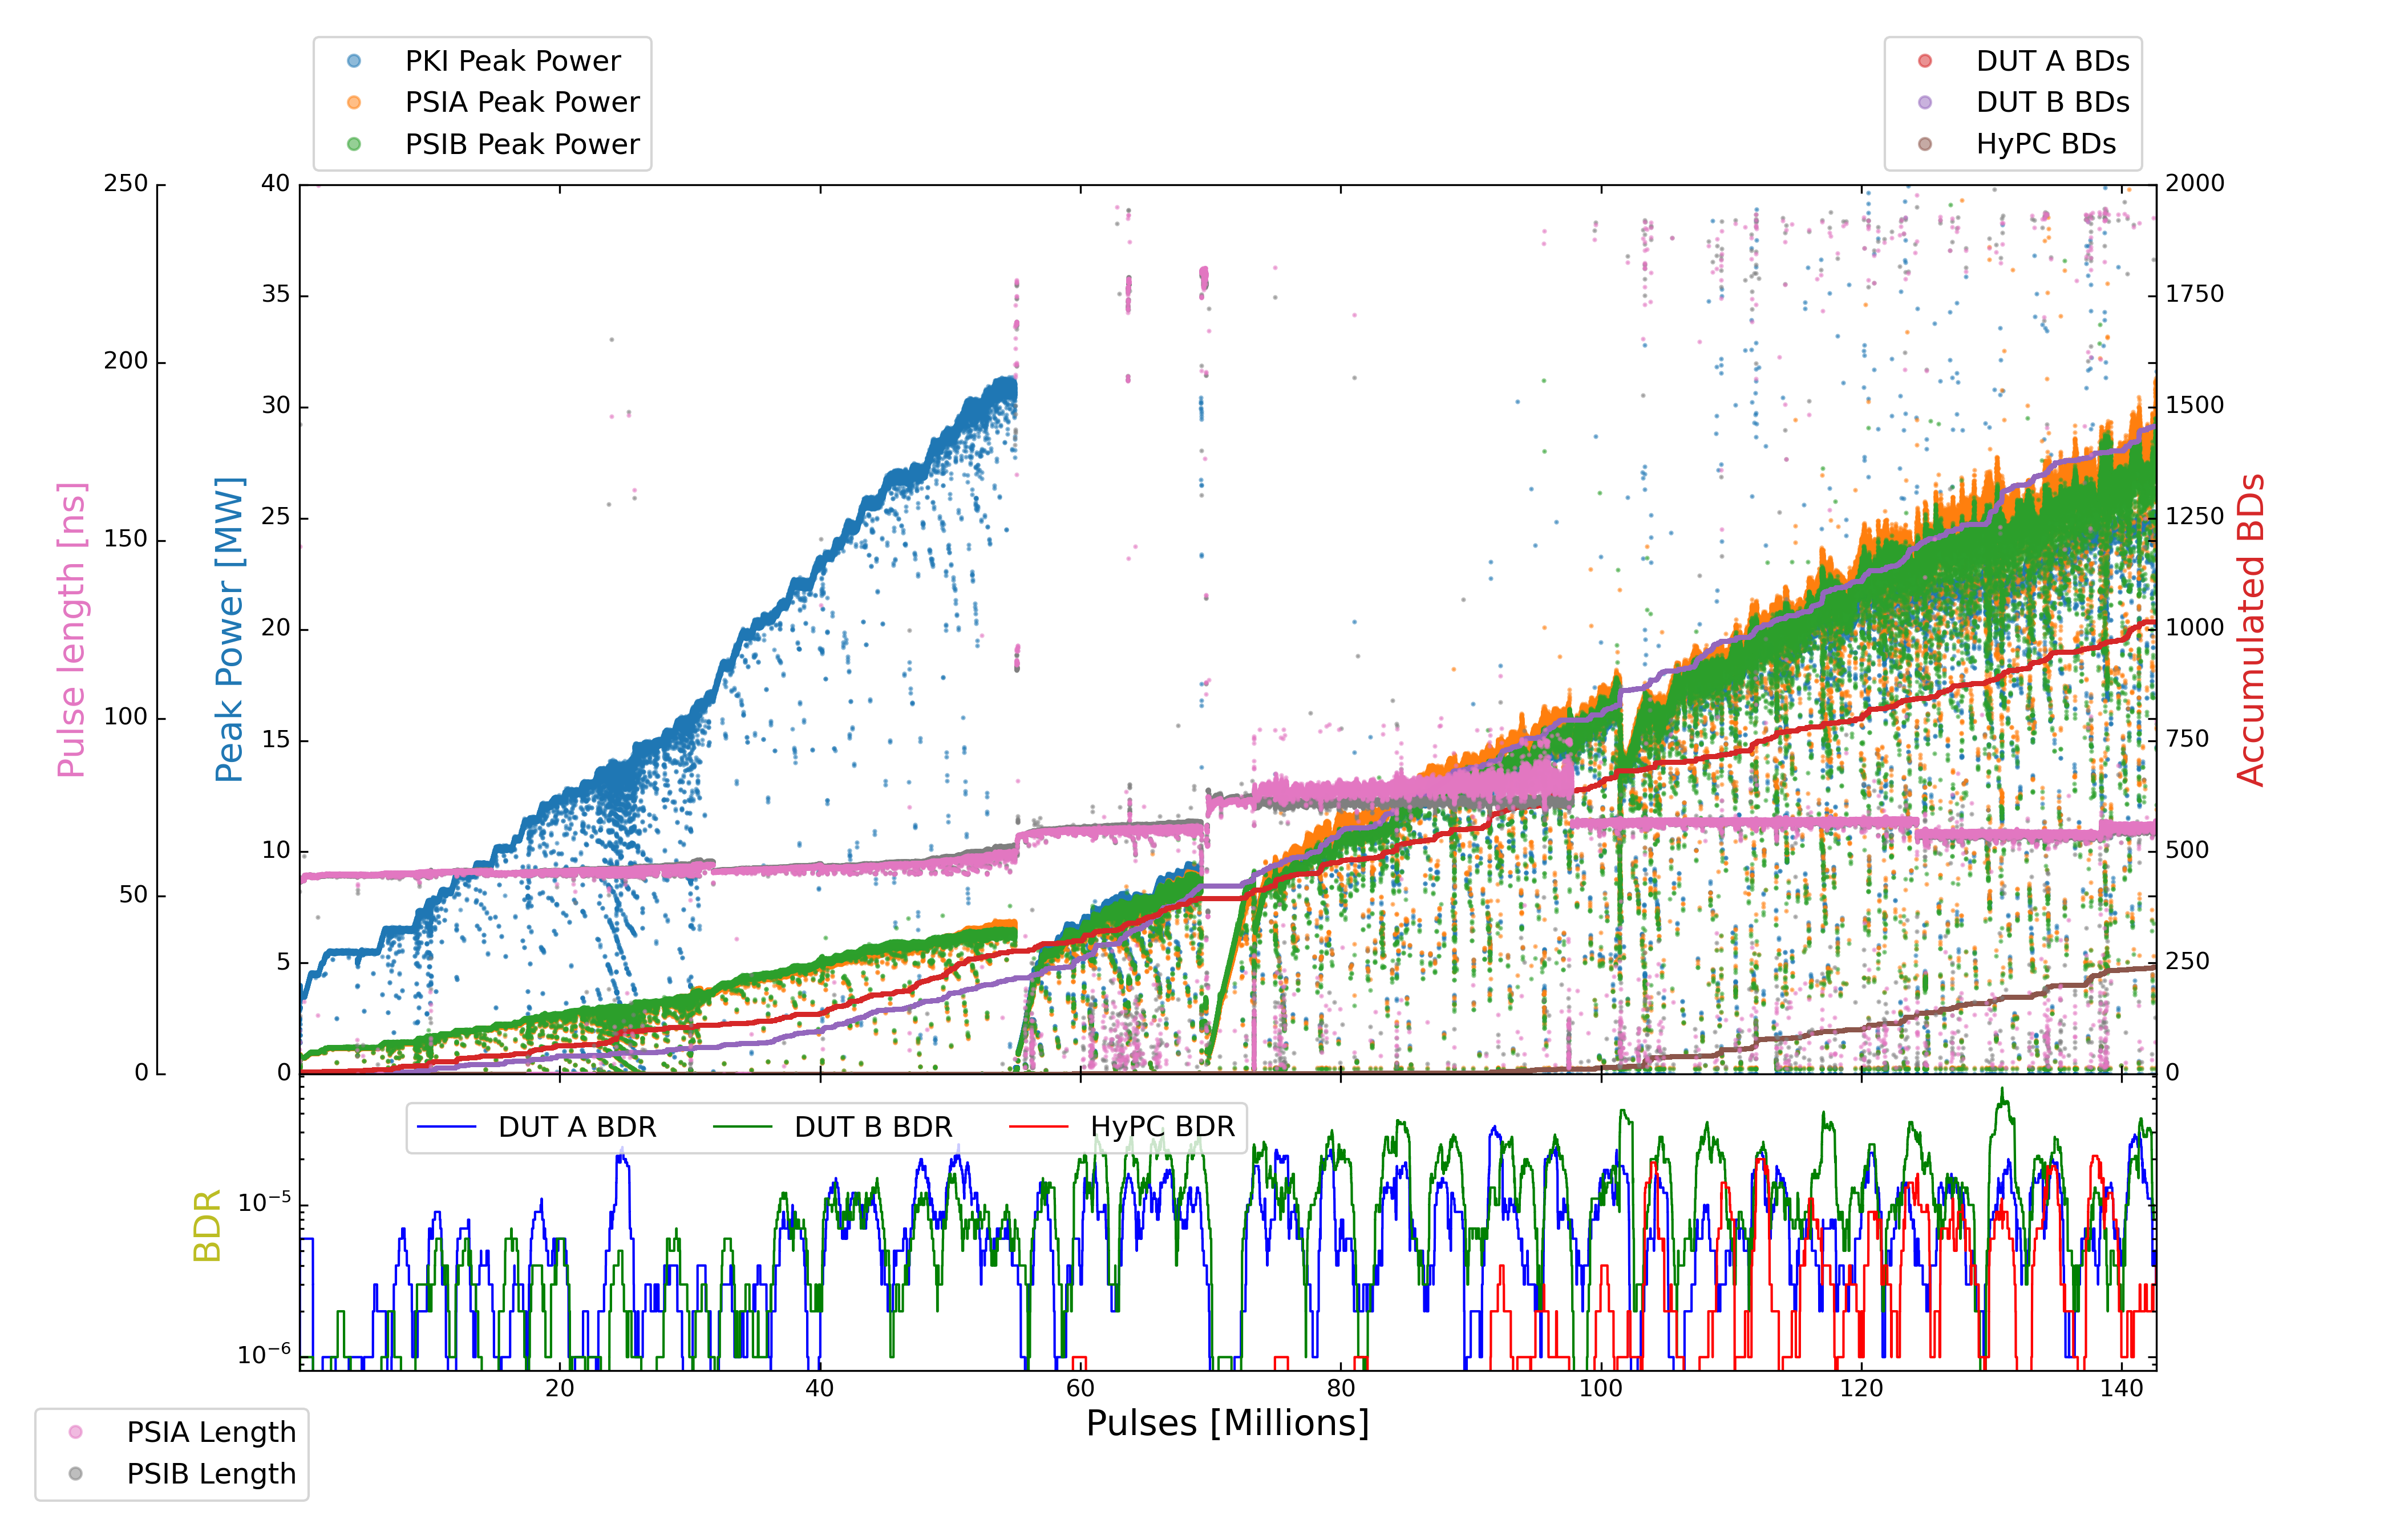 PKI Peak Power
PSIA Peak Power
PSIB Peak Power
DUT A BDs
DUT B BDs
HyPC BDs
Pulse length [ns]
250
200
150
100
50
0
Peak Power [MW]
40
35
30
25
20
15
10
5
0
2000
1750
1500
1250
1000
750
500
250
0
Accumulated BDs
DUT A BDR
DUT B BDR
HyPC BDR
BDR
10⁻⁵
10⁻⁶
20 40 60 80 100 120 140
Pulses [Millions]
PSIA Length
PSIB Length